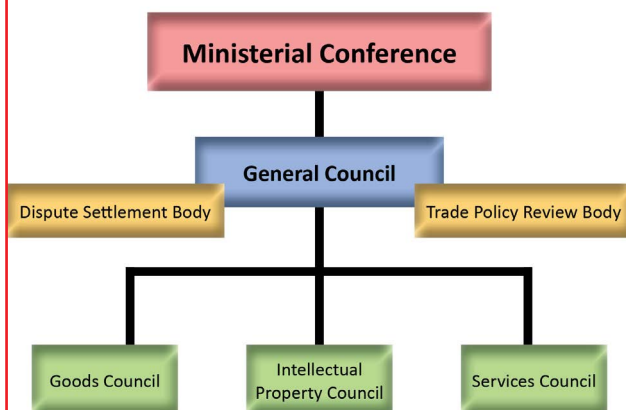 Ministerial Conference
General Council
Dispute Settlement Body
Trade Policy Review Body
Goods Council
Intellectual
Property Council
Services Council